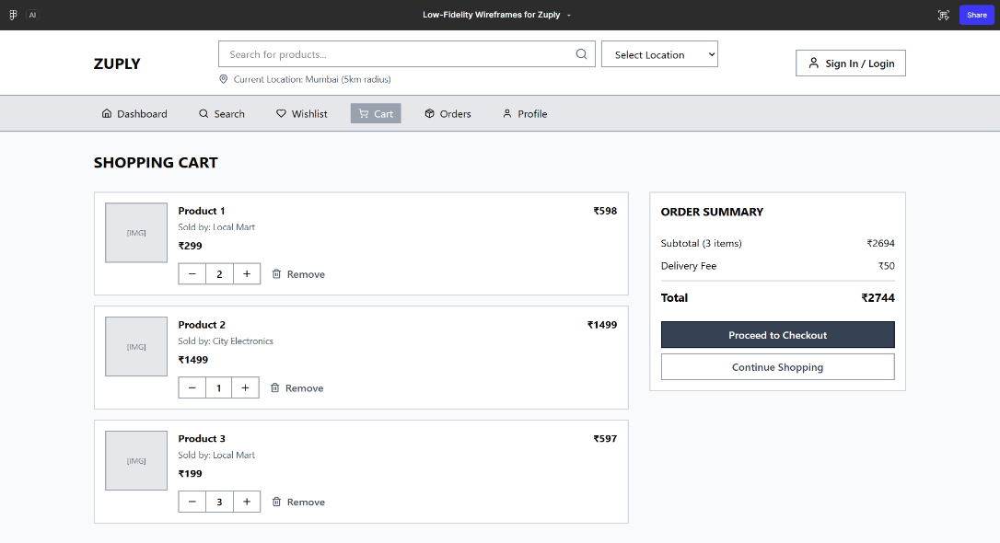 AI
Low-Fidelity Wireframes for Zuply
Share
ZUPLY
Search for products...
Select Location
Sign In / Login
Current Location: Mumbai (5km radius)
Dashboard
Search
Wishlist
Cart
Orders
Profile
SHOPPING CART
[IMG]
Product 1
₹598
Sold by: Local Mart
₹299
2
Remove
[IMG]
Product 2
₹1499
Sold by: City Electronics
₹1499
1
Remove
[IMG]
Product 3
₹597
Sold by: Local Mart
₹199
3
Remove
ORDER SUMMARY
Subtotal (3 items) ₹2694
Delivery Fee ₹50
Total ₹2744
Proceed to Checkout
Continue Shopping